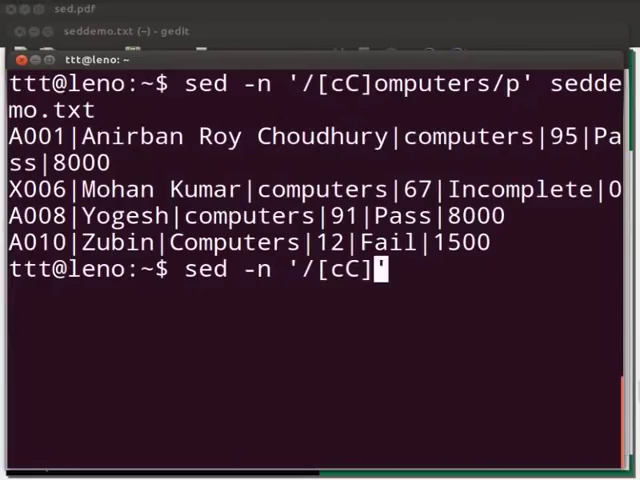 sed.pdf
seddemo.txt (~) - gedit
ttt@leno: ~
ttt@leno:~$ sed -n '/[cC]omputers/p' sedde
mo.txt
A001|Anirban Roy Choudhury|computers|95|Pa
ss|8000
X006|Mohan Kumar|computers|67|Incomplete|0
A008|Yogesh|computers|91|Pass|8000
A010|Zubin|Computers|12|Fail|1500
ttt@leno:~$ sed -n '/[cC]'